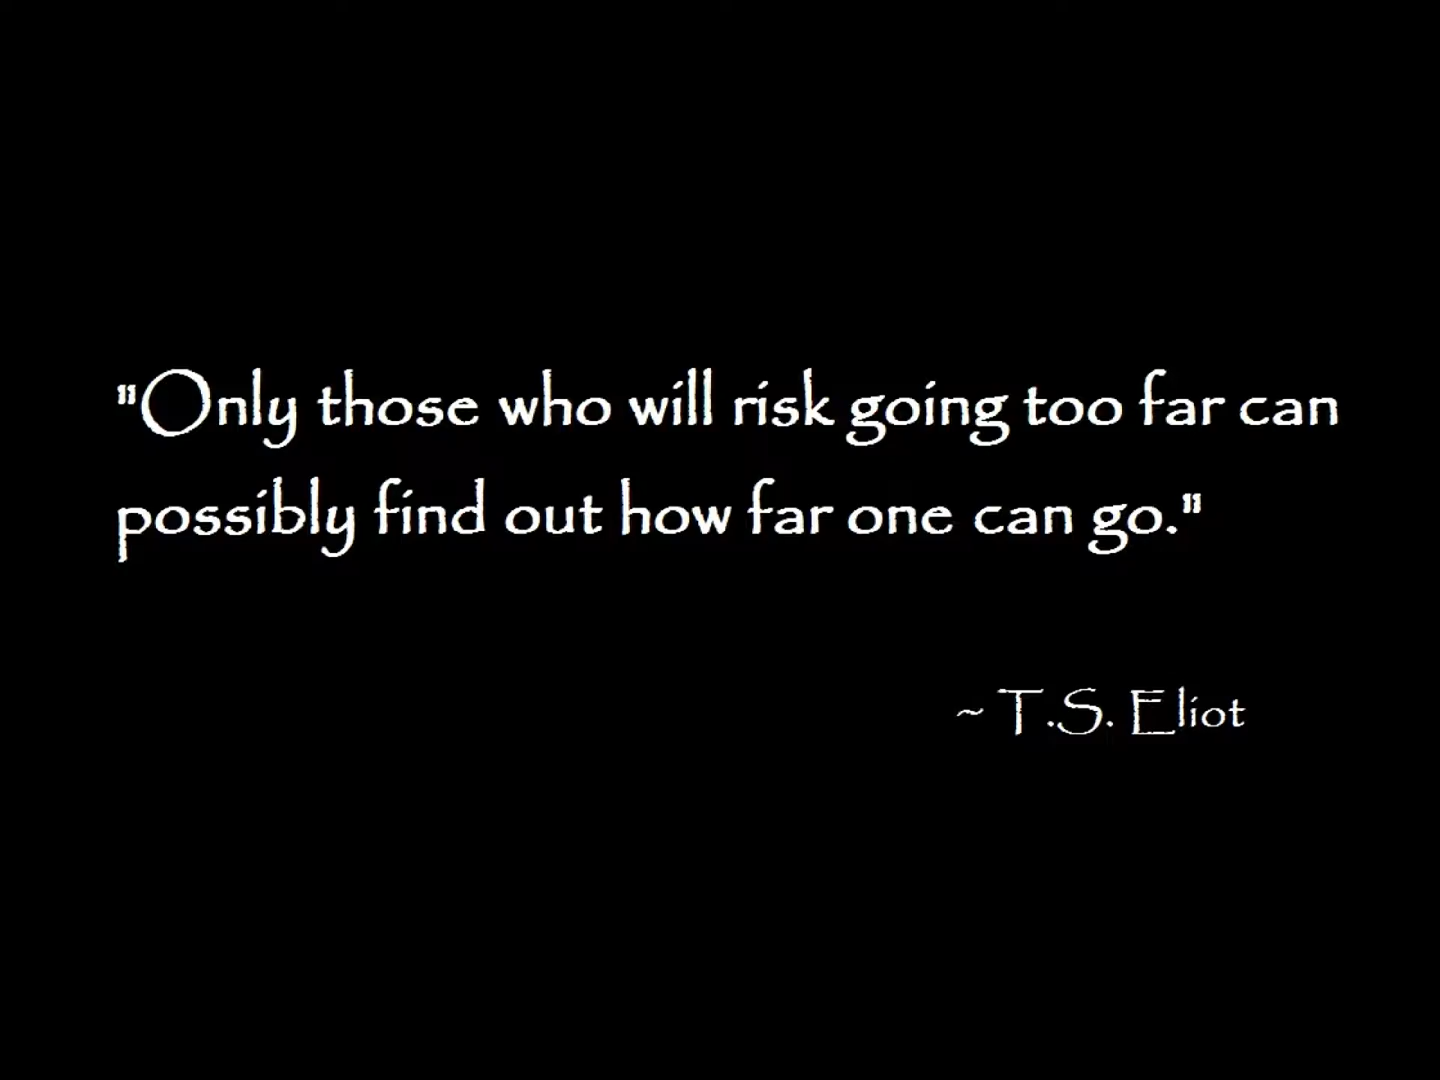 "Only those who will risk going too far can
possibly find out how far one can go."
~ T.S. Eliot